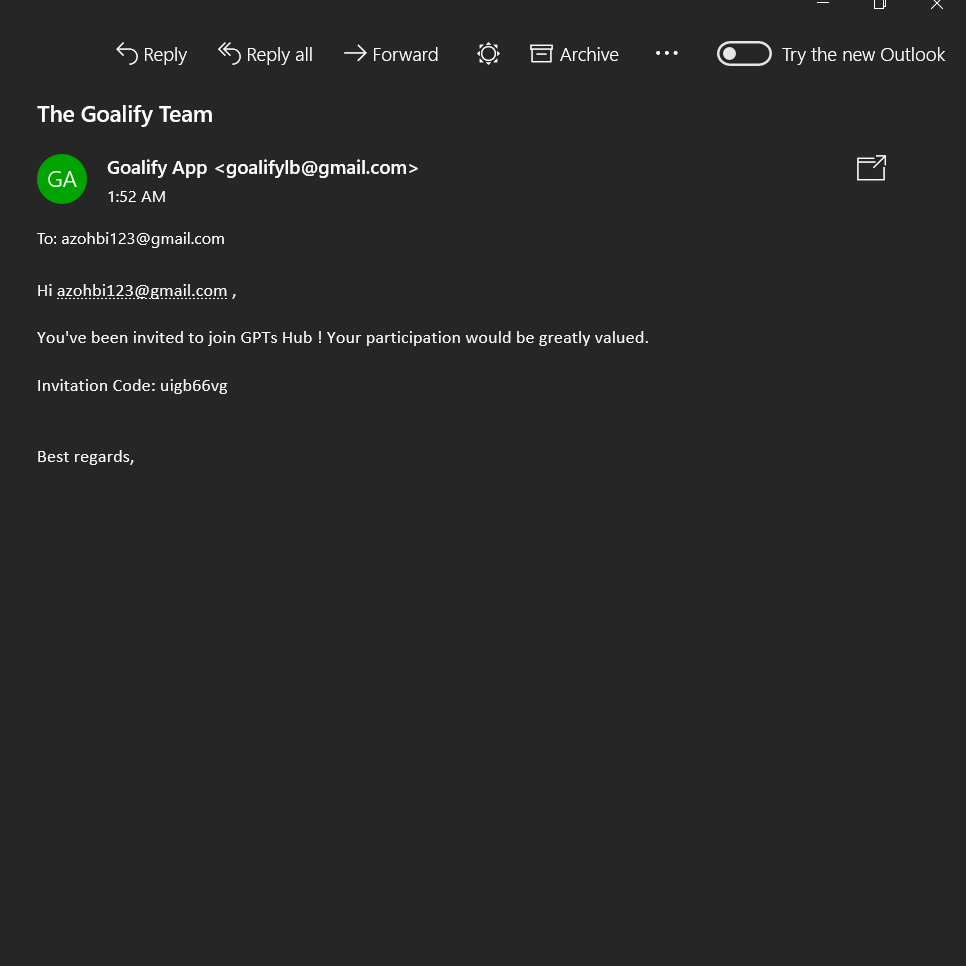 Reply Reply all Forward Archive Try the new Outlook
The Goalify Team
GA
Goalify App <goalifylb@gmail.com>
1:52 AM
To: azohbi123@gmail.com
Hi azohbi123@gmail.com ,
You've been invited to join GPTs Hub ! Your participation would be greatly valued.
Invitation Code: uigb66vg
Best regards,